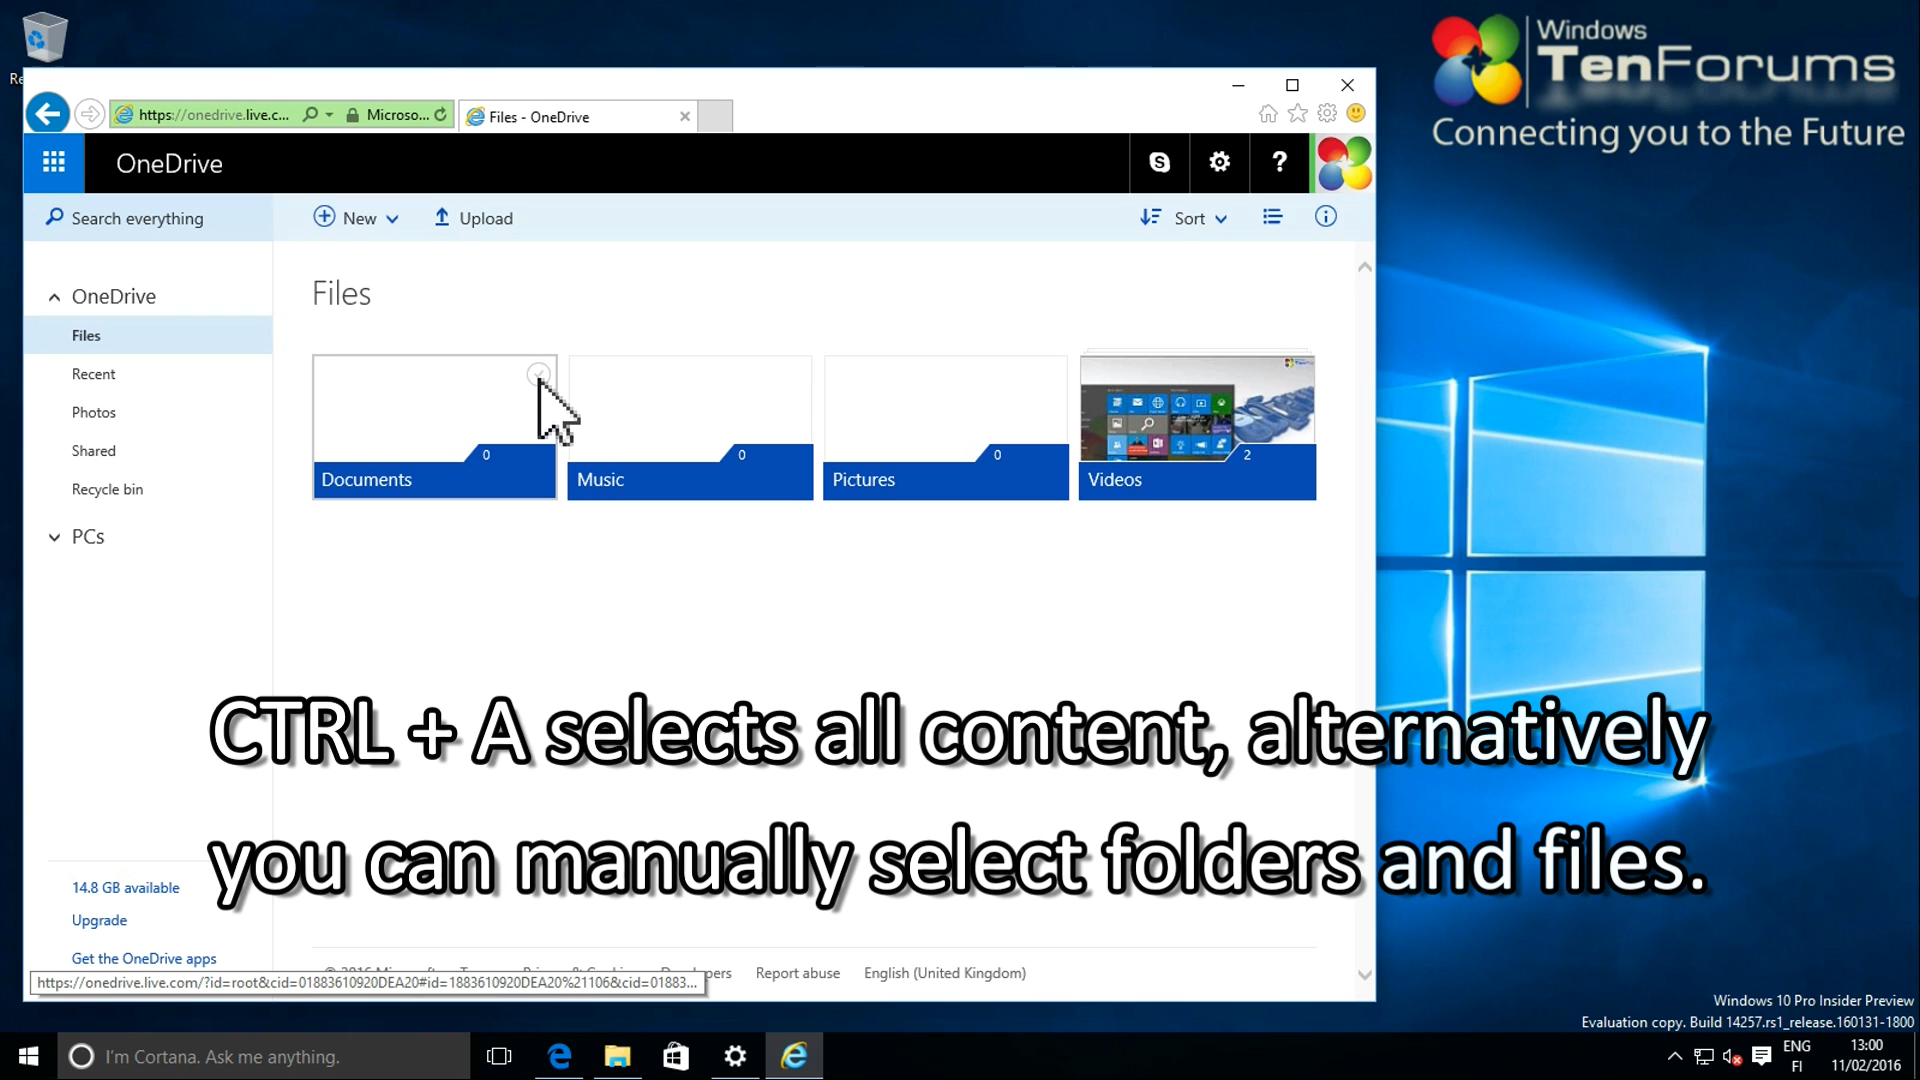 Windows
TenForums
Connecting you to the Future
Re
https://onedrive.live.c...
Microso...
Files - OneDrive
OneDrive
Search everything
New
Upload
Sort
OneDrive
Files
Recent
Photos
Shared
Recycle bin
PCs
Files
0
0
0
2
Documents
Music
Pictures
Videos
CTRL + A selects all content, alternatively
you can manually select folders and files.
14.8 GB available
Upgrade
Get the OneDrive apps
Report abuse
English (United Kingdom)
https://onedrive.live.com/?id=root&cid=01883610920DEA20#id=1883610920DEA20%21106&cid=01883...
Windows 10 Pro Insider Preview
Evaluation copy. Build 14257.rs1_release.160131-1800
I'm Cortana. Ask me anything.
ENG
FI
13:00
11/02/2016